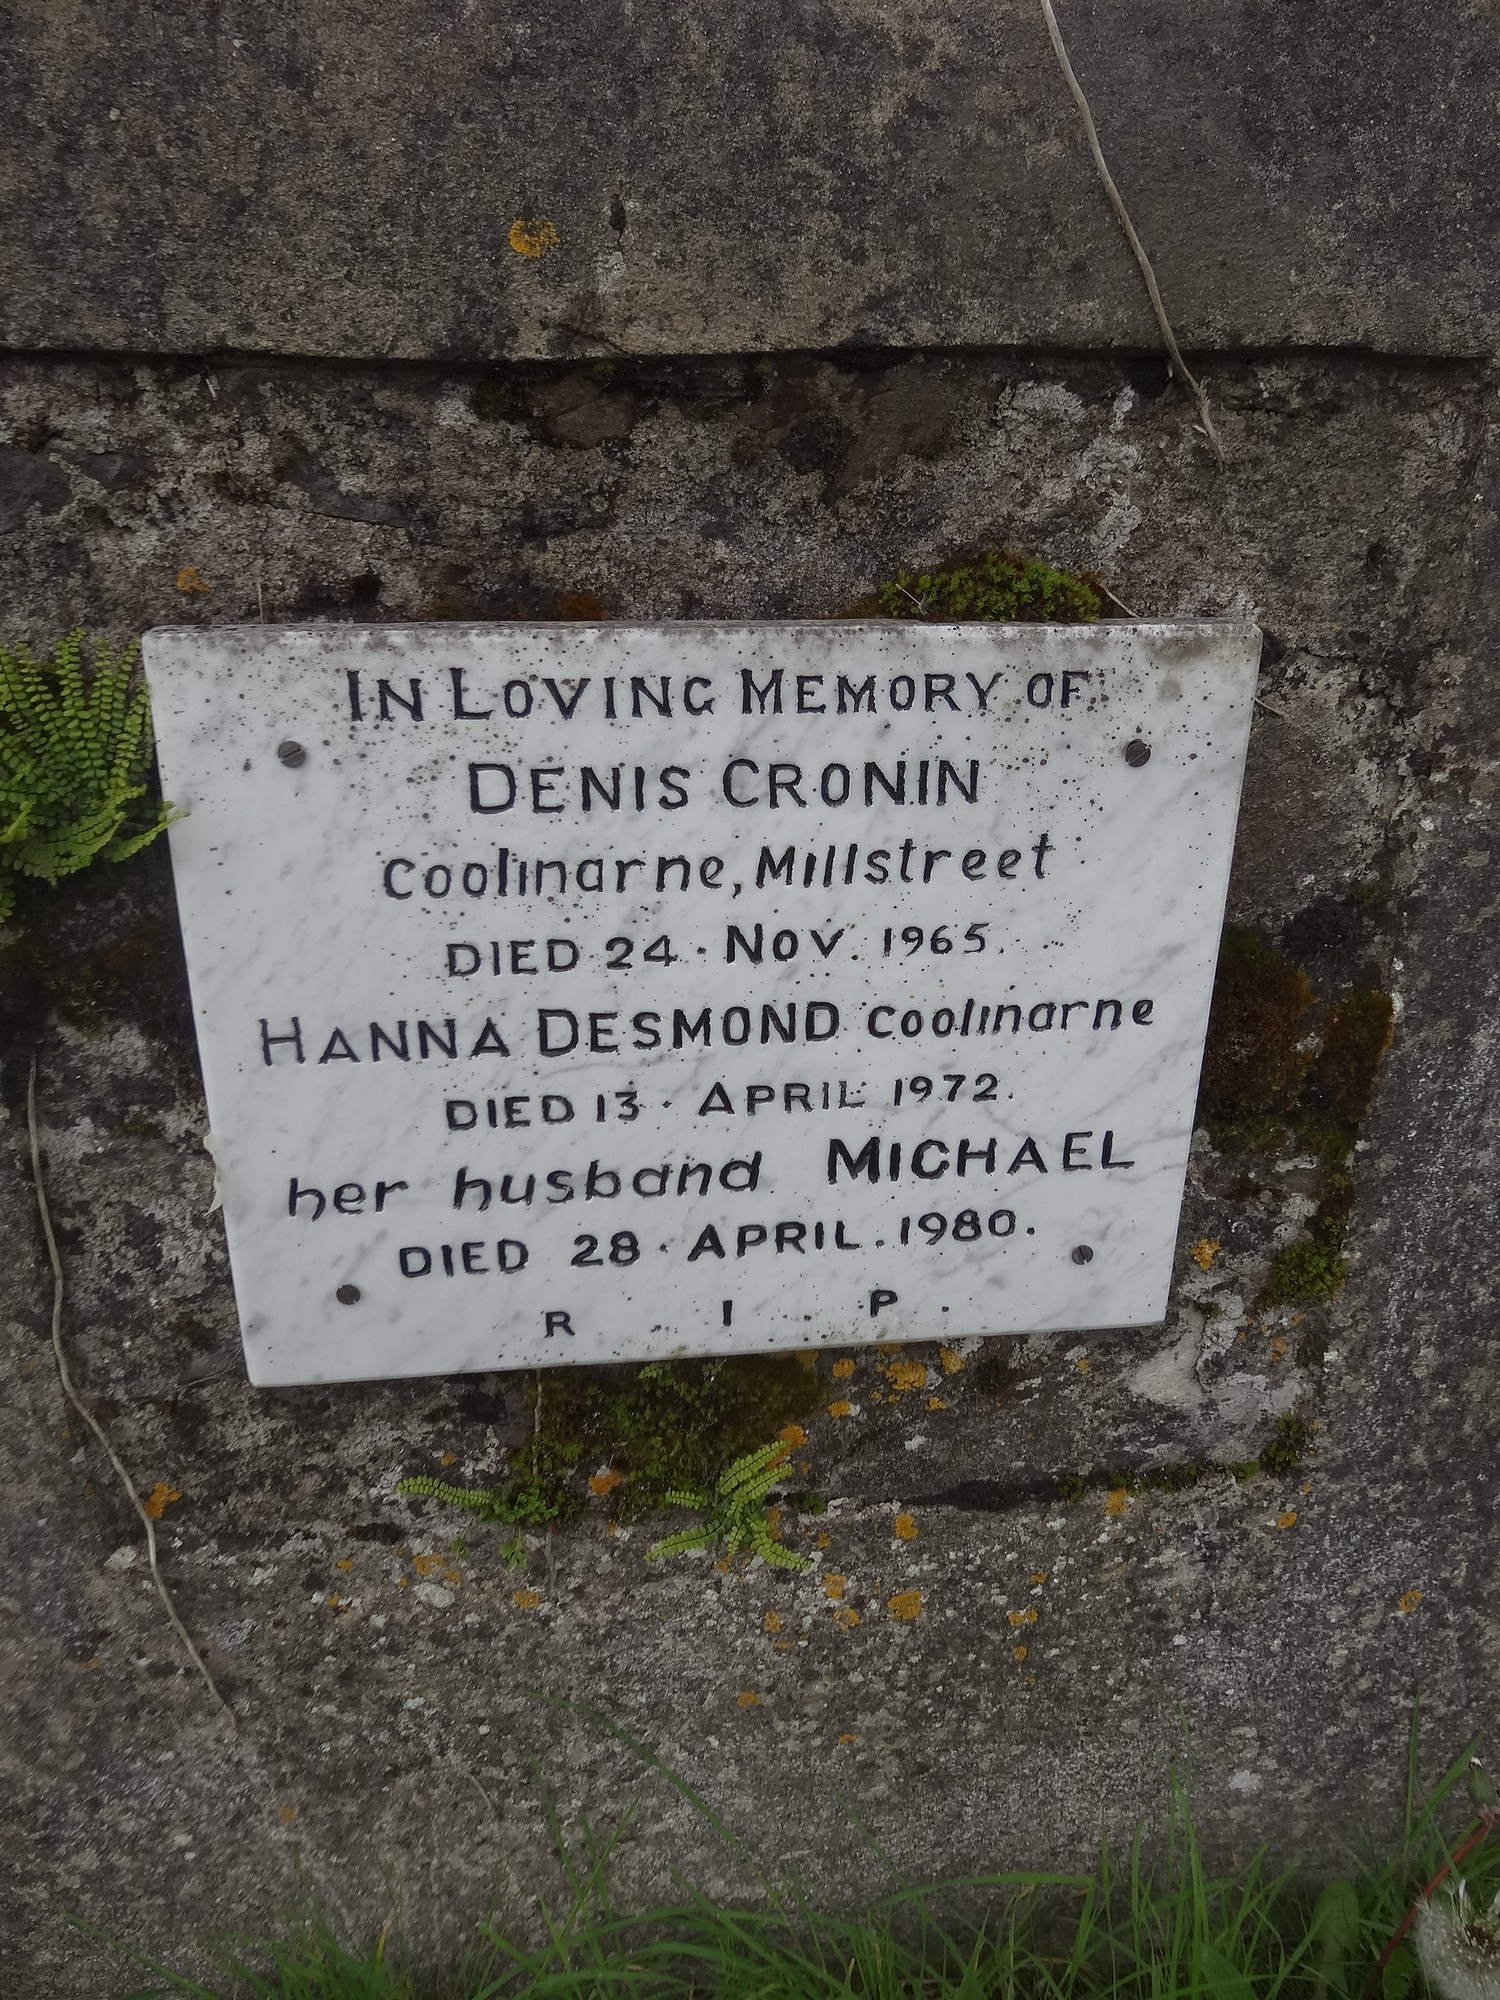 IN LOVING MEMORY OF
DENIS CRONIN
Coolinarne, Millstreet
DIED 24. Nov. 1965.
HANNA DESMOND Coolinarne
DIED 13. APRIL 1972.
her husband MICHAEL
DIED 28. APRIL. 1980.
R . I . P .